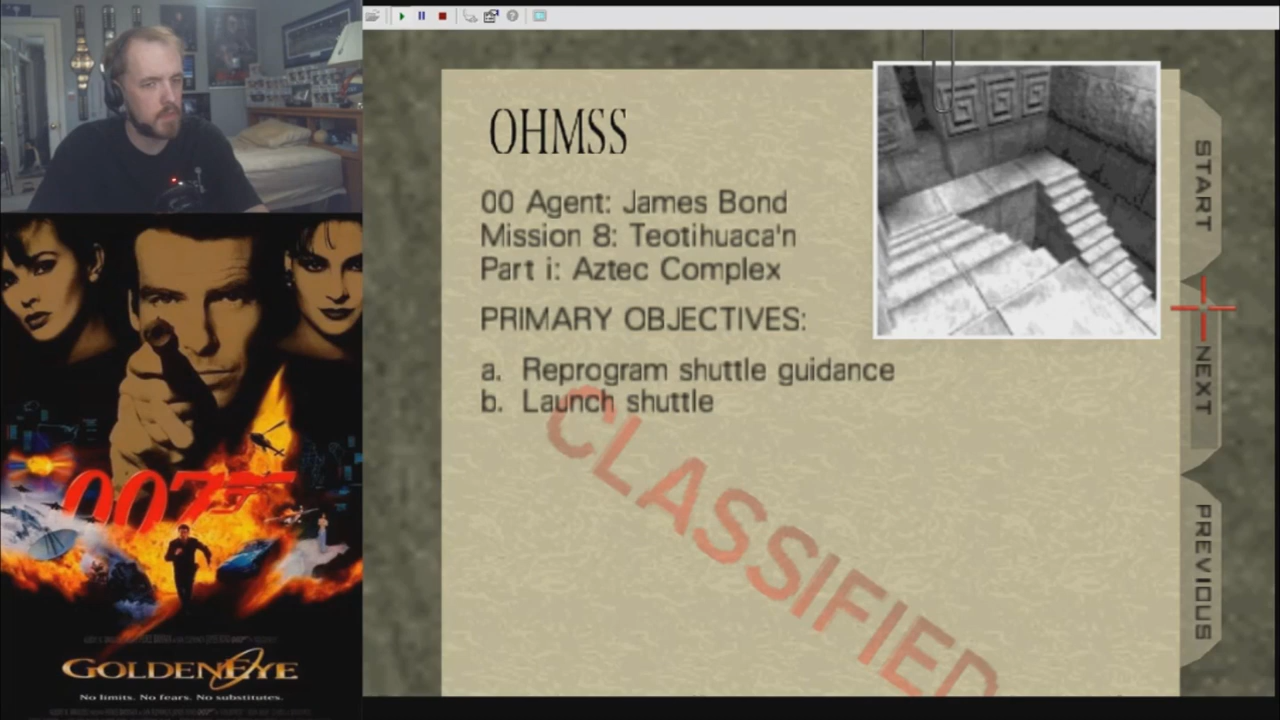 OHMSS
00 Agent: James Bond
Mission 8: Teotihuaca'n
Part i: Aztec Complex
PRIMARY OBJECTIVES:
a. Reprogram shuttle guidance
b. Launch shuttle
CLASSIFIED
START
NEXT
PREVIOUS
007
GOLDENEYE
No limits. No fears. No substitutes.